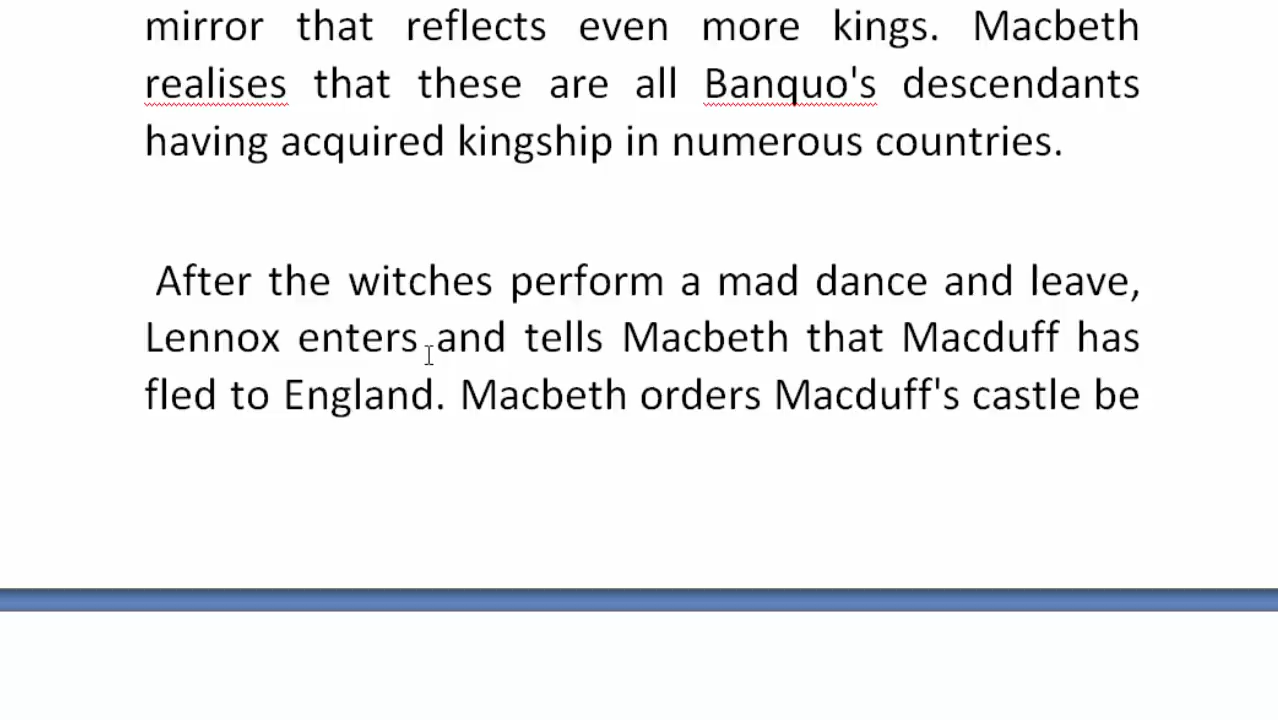 mirror that reflects even more kings. Macbeth
realises that these are all Banquo's descendants
having acquired kingship in numerous countries.
After the witches perform a mad dance and leave,
Lennox enters and tells Macbeth that Macduff has
fled to England. Macbeth orders Macduff's castle be